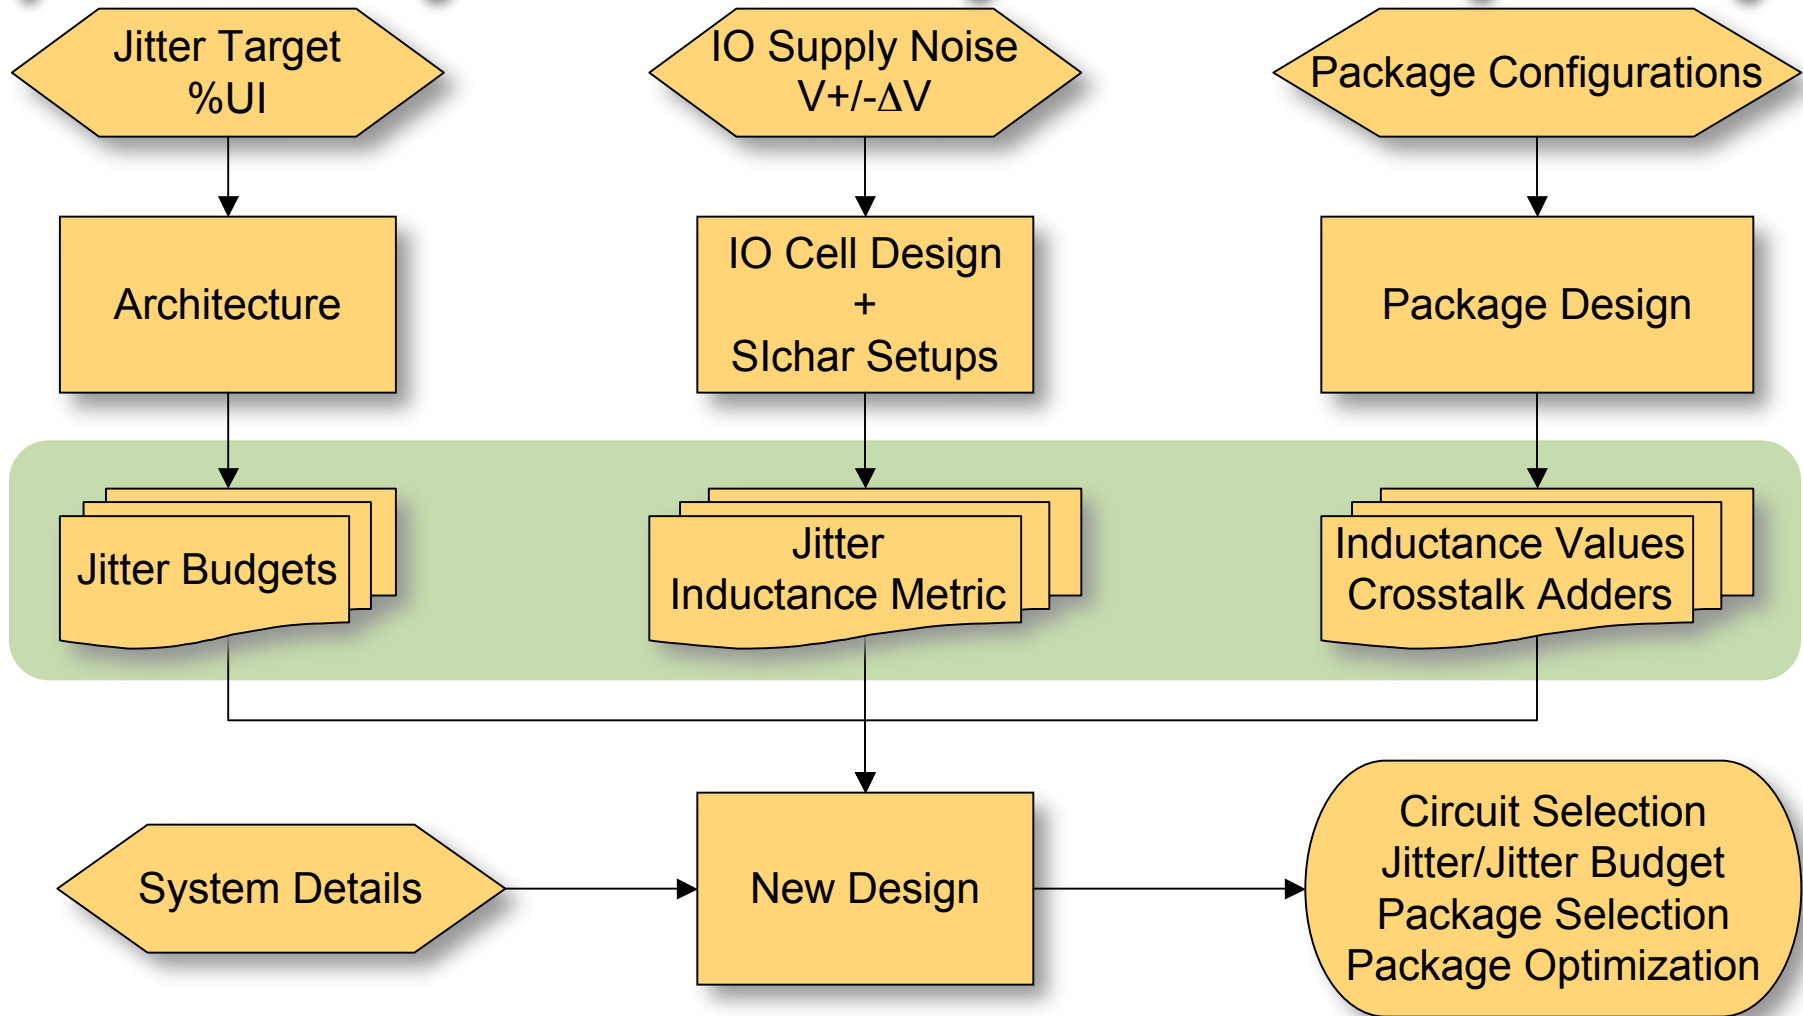 Jitter Target
%UI
IO Supply Noise
V+/-ΔV
Package Configurations
Architecture
IO Cell Design
+
SIchar Setups
Package Design
Jitter Budgets
Jitter
Inductance Metric
Inductance Values
Crosstalk Adders
System Details
New Design
Circuit Selection
Jitter/Jitter Budget
Package Selection
Package Optimization